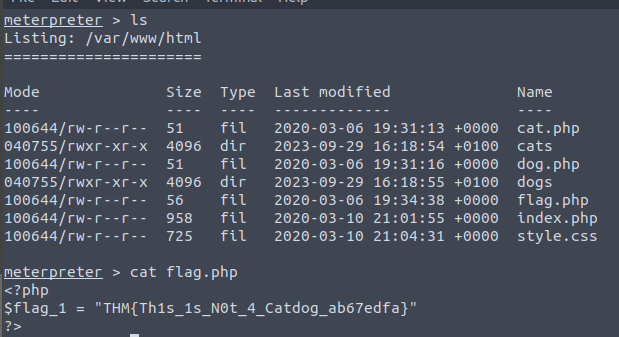 Edit View Search Terminal Help
meterpreter > ls
Listing: /var/www/html
======================
Mode Size Type Last modified Name
---- ---- ---- ------------- ----
100644/rw-r--r-- 51 fil 2020-03-06 19:31:13 +0000 cat.php
040755/rwxr-xr-x 4096 dir 2023-09-29 16:18:54 +0100 cats
100644/rw-r--r-- 51 fil 2020-03-06 19:31:16 +0000 dog.php
040755/rwxr-xr-x 4096 dir 2023-09-29 16:18:55 +0100 dogs
100644/rw-r--r-- 56 fil 2020-03-06 19:34:38 +0000 flag.php
100644/rw-r--r-- 958 fil 2020-03-10 21:01:55 +0000 index.php
100644/rw-r--r-- 725 fil 2020-03-10 21:04:31 +0000 style.css
meterpreter > cat flag.php
<?php
$flag_1 = "THM{Th1s_1s_N0t_4_Catdog_ab67edfa}"
?>